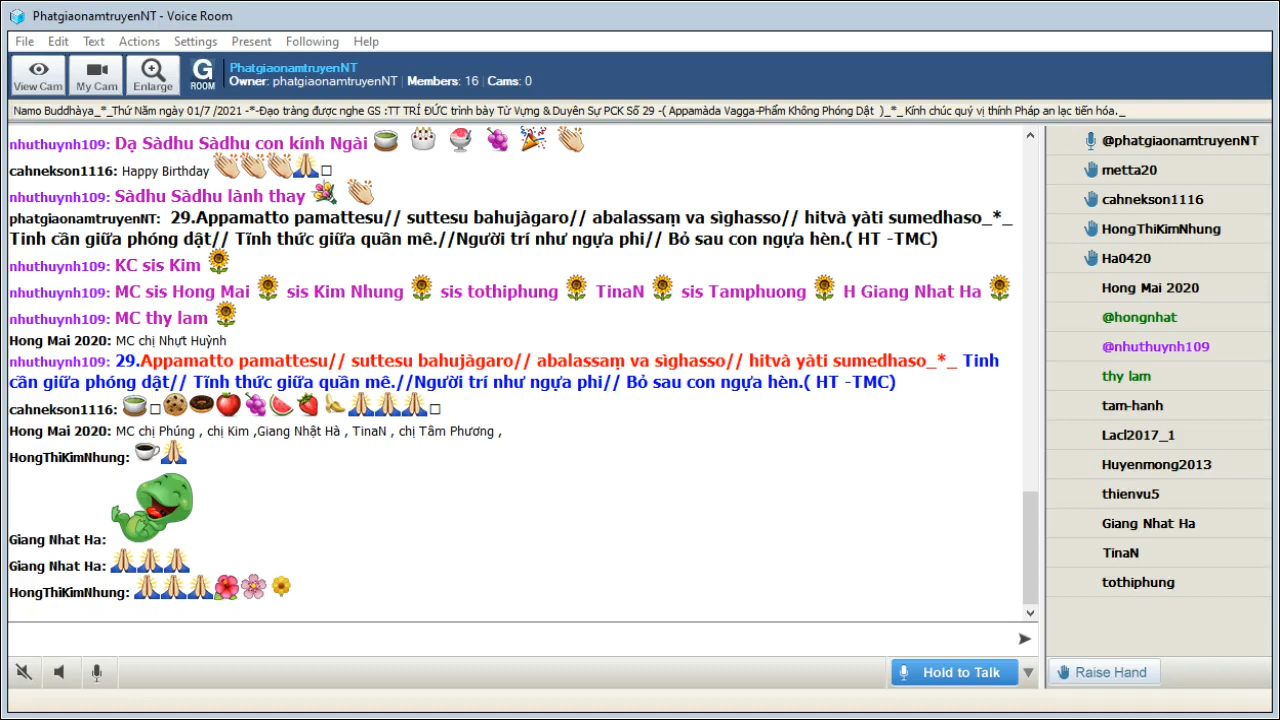 PhatgiaonamtruyenNT - Voice Room
File Edit Text Actions Settings Present Following Help
View Cam My Cam Enlarge G ROOM
PhatgiaonamtruyenNT
Owner: phatgiaonamtruyenNT | Members: 16 | Cams: 0
Namo Buddhàya_*_Thứ Năm ngày 01/7 /2021 -*-Đạo tràng được nghe GS :TT TRÍ ĐỨC trình bày Từ Vựng & Duyên Sự PCK Số 29 -( Appamàda Vagga-Phẩm Không Phóng Dật )_*_Kính chúc quý vị thính Pháp an lạc tiến hóa._
nhuthuynh109: Dạ Sàdhu Sàdhu con kính Ngài 🍵 🎂 🍧 🍇 🎉 👏
cahnekson1116: Happy Birthday 👏👏👏🙏□
nhuthuynh109: Sàdhu Sàdhu lành thay 💐 👏
phatgiaonamtruyenNT: 29.Appamatto pamattesu// suttesu bahujàgaro// abalassaṃ va sìghasso// hitvà yàti sumedhaso_*_
Tinh cần giữa phóng dật// Tĩnh thức giữa quần mê.//Người trí như ngựa phi// Bỏ sau con ngựa hèn.( HT -TMC)
nhuthuynh109: KC sis Kim 🌻
nhuthuynh109: MC sis Hong Mai 🌻 sis Kim Nhung 🌻 sis tothiphung 🌻 TinaN 🌻 sis Tamphuong 🌻 H Giang Nhat Ha 🌻
nhuthuynh109: MC thy lam 🌻
Hong Mai 2020: MC chị Nhựt Huỳnh
nhuthuynh109: 29.Appamatto pamattesu// suttesu bahujàgaro// abalassaṃ va sìghasso// hitvà yàti sumedhaso_*_ Tinh
cần giữa phóng dật// Tĩnh thức giữa quần mê.//Người trí như ngựa phi// Bỏ sau con ngựa hèn.( HT -TMC)
cahnekson1116: 🍵□🍪🍩🍎🍇🍉🍓🍌🙏🙏🙏□
Hong Mai 2020: MC chị Phúng , chị Kim ,Giang Nhật Hà , TinaN , chị Tâm Phương ,
HongThiKimNhung: ☕🙏
Giang Nhat Ha:
Giang Nhat Ha: 🙏🙏🙏
HongThiKimNhung: 🙏🙏🙏🌺🌸🌼
Hold to Talk
@phatgiaonamtruyenNT
metta20
cahnekson1116
HongThiKimNhung
Ha0420
Hong Mai 2020
@hongnhat
@nhuthuynh109
thy lam
tam-hanh
Lacl2017_1
Huyenmong2013
thienvu5
Giang Nhat Ha
TinaN
tothiphung
Raise Hand